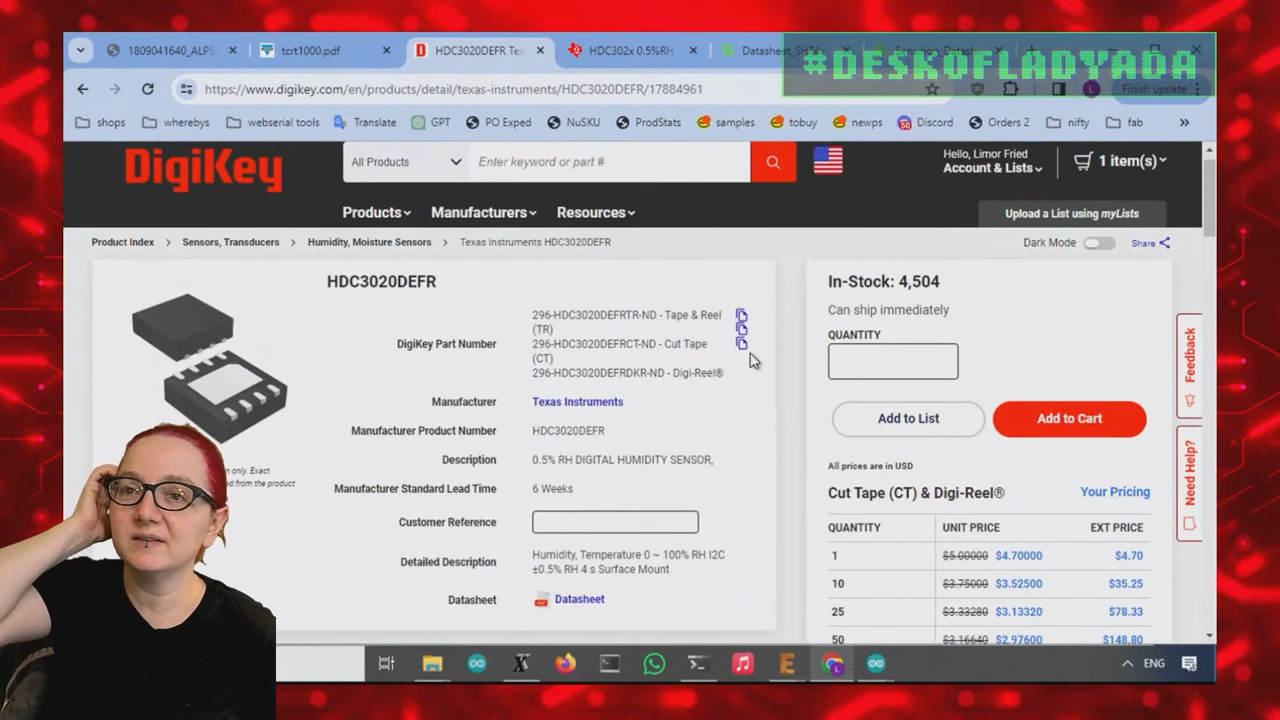 #DESKOFLADYADA
1809041640_ALPS
tcrt1000.pdf
HDC3020DEFR Te
HDC302x 0.5%RH
https://www.digikey.com/en/products/detail/texas-instruments/HDC3020DEFR/17884961
Finish update
shops
wherebys
webserial tools
Translate
GPT
PO Exped
NuSKU
ProdStats
samples
tobuy
newps
Discord
Orders 2
nifty
fab
DigiKey
All Products
Enter keyword or part #
Hello, Limor Fried
Account & Lists
1 item(s)
Products
Manufacturers
Resources
Upload a List using myLists
Product Index > Sensors, Transducers > Humidity, Moisture Sensors > Texas Instruments HDC3020DEFR
Dark Mode
Share
HDC3020DEFR
DigiKey Part Number
296-HDC3020DEFRTR-ND - Tape & Reel
(TR)
296-HDC3020DEFRCT-ND - Cut Tape
(CT)
296-HDC3020DEFRDKR-ND - Digi-Reel®
Manufacturer
Texas Instruments
Manufacturer Product Number
HDC3020DEFR
Description
0.5% RH DIGITAL HUMIDITY SENSOR,
Manufacturer Standard Lead Time
6 Weeks
Customer Reference
Detailed Description
Humidity, Temperature 0 ~ 100% RH I2C
±0.5% RH 4 s Surface Mount
Datasheet
Datasheet
on only. Exact
d from the product
In-Stock: 4,504
Can ship immediately
QUANTITY
Add to List
Add to Cart
All prices are in USD
Cut Tape (CT) & Digi-Reel®
Your Pricing
QUANTITY UNIT PRICE EXT PRICE
1 $5.00000 $4.70000 $4.70
10 $3.75000 $3.52500 $35.25
25 $3.33280 $3.13320 $78.33
50 $3.16640 $2.97600 $148.80
Feedback
Need Help?
ENG